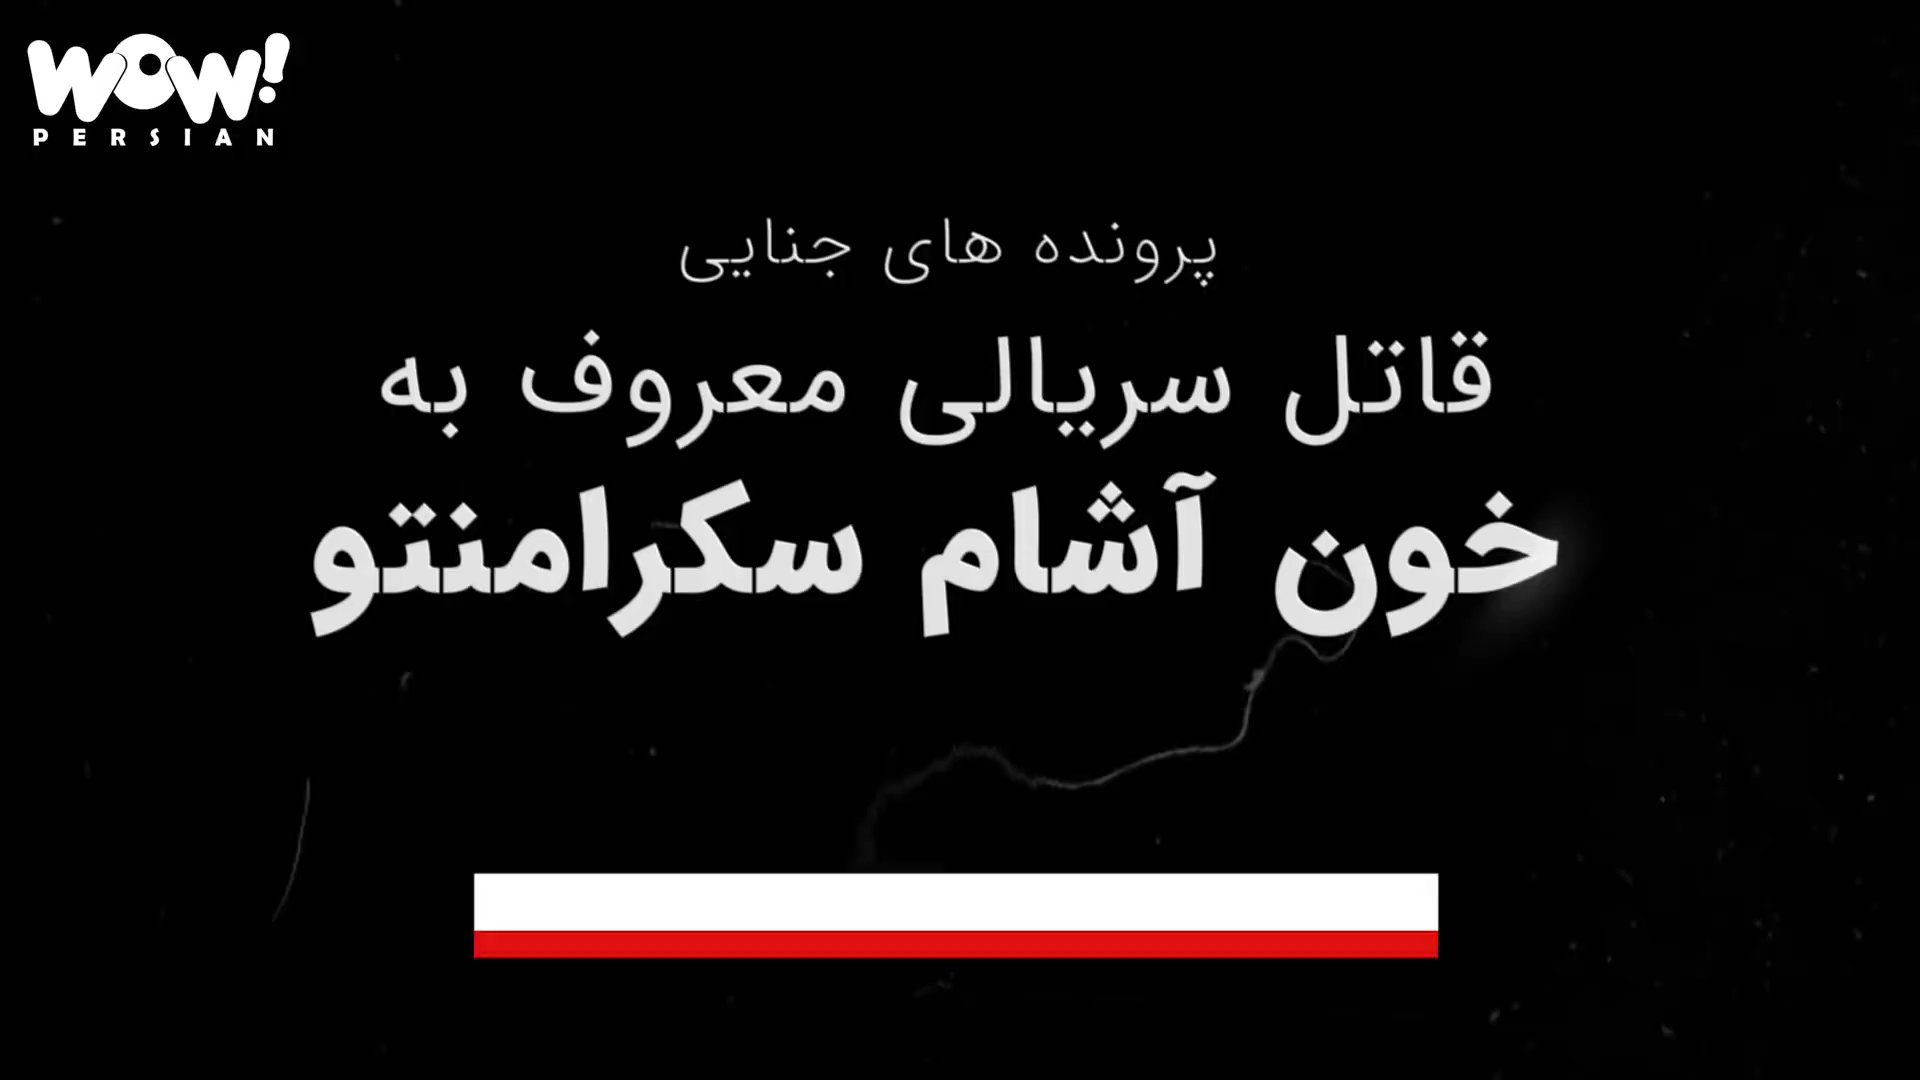 WOW!
PERSIAN
پرونده های جنایی
قاتل سریالی معروف به
خون آشام سکرامنتو